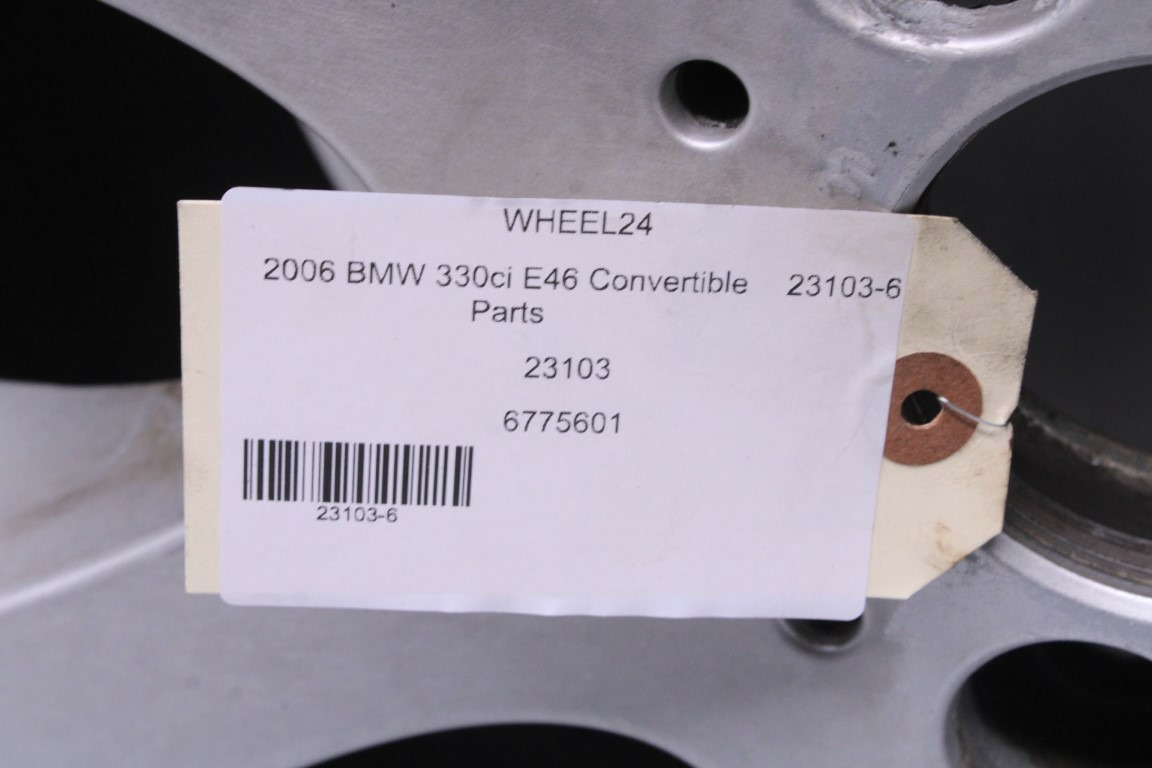 WHEEL24
2006 BMW 330ci E46 Convertible 23103-6
Parts
23103
6775601
23103-6